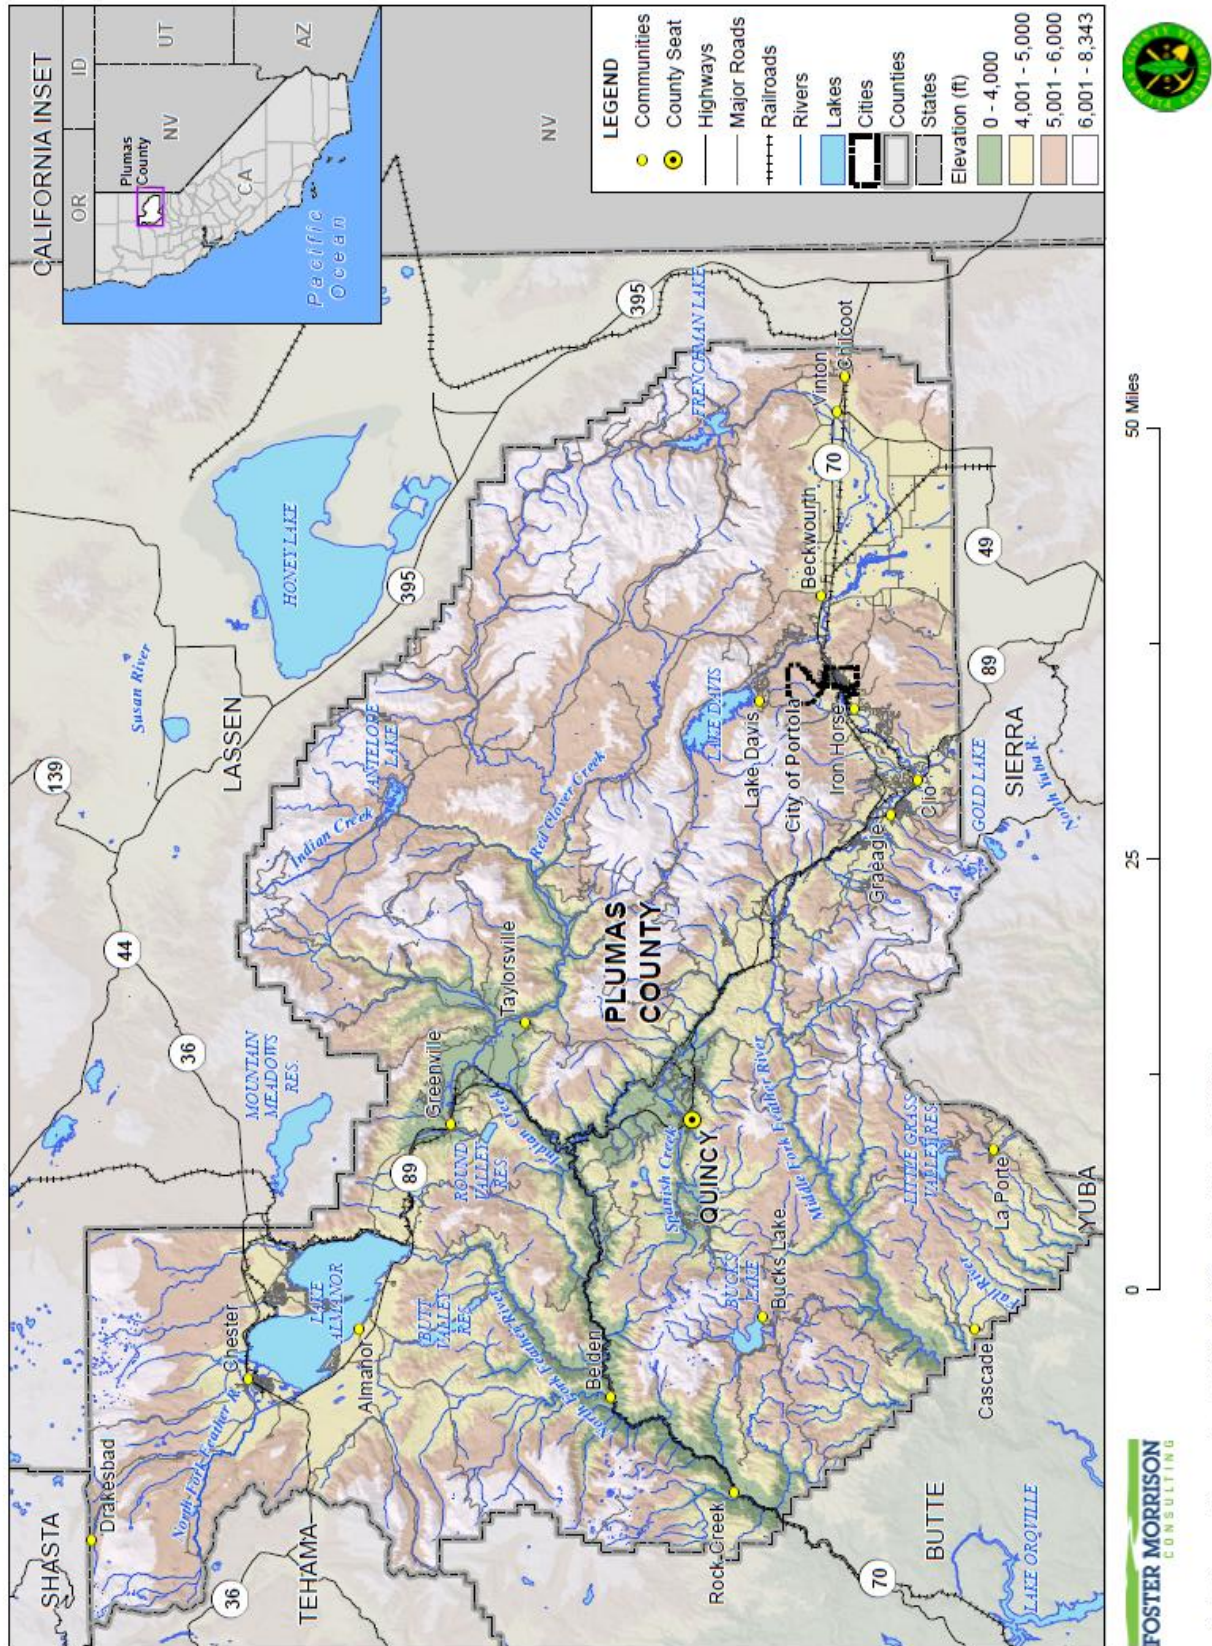 CALIFORNIA INSET
OR
ID
UT
NV
AZ
CA
Plumas
County
Pacific
Ocean
NV
LEGEND
Communities
County Seat
Highways
Major Roads
Railroads
Rivers
Lakes
Cities
Counties
States
Elevation (ft)
0 - 4,000
4,001 - 5,000
5,001 - 6,000
6,001 - 8,343
SHASTA
LASSEN
TEHAMA
BUTTE
YUBA
SIERRA
PLUMAS
COUNTY
139
44
36
36
395
395
89
89
70
70
49
Susan River
HONEY LAKE
MOUNTAIN
MEADOWS
RES.
Drakesbad
North Fork Feather R.
Chester
LAKE
ALMANOR
Almanor
BUTT
VALLEY
RES.
North Fork Feather River
Belden
Rock Creek
Greenville
ROUND
VALLEY
RES.
Indian Creek
Taylorsville
Indian Creek
ANTELOPE
LAKE
Red Clover Creek
QUINCY
Spanish Creek
BUCKS
LAKE
Bucks Lake
Middle Fork Feather River
LITTLE GRASS
VALLEY RES.
La Porte
Fall River
Cascade
LAKE OROVILLE
LAKE DAVIS
Lake Davis
City of Portola
Iron Horse
Clio
Graeagle
GOLD LAKE
North Yuba R.
Beckwourth
Vinton
Chilcoot
FRENCHMAN LAKE
0
25
50 Miles
FOSTER MORRISON
CONSULTING
PLUMAS COUNTY